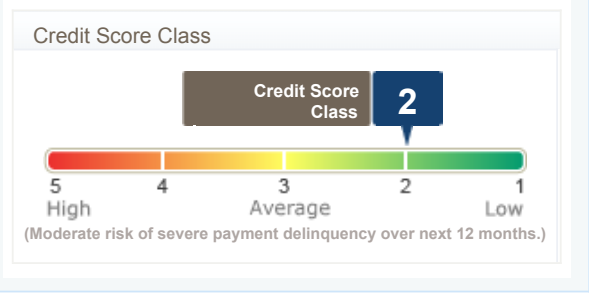 Credit Score Class
Credit Score
Class
2
5 4 3 2 1
High Average Low
(Moderate risk of severe payment delinquency over next 12 months.)